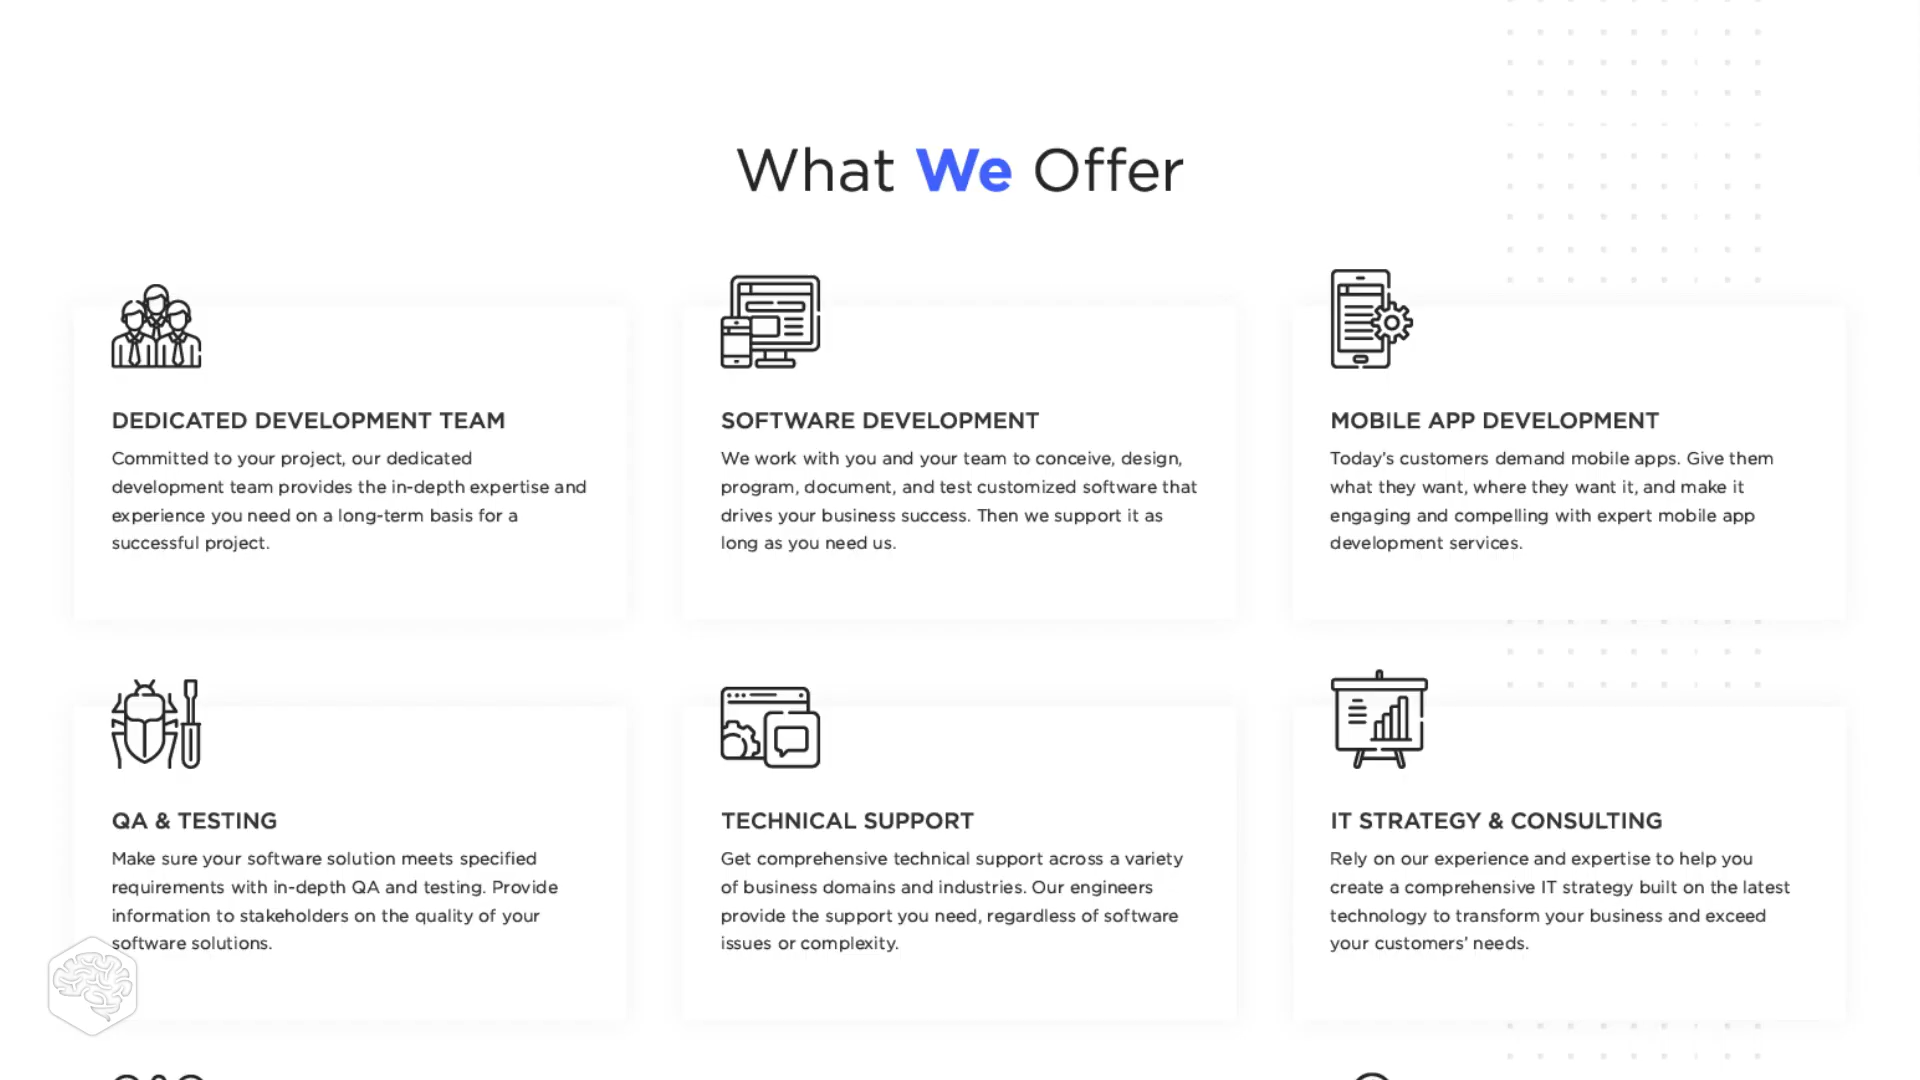 What We Offer
DEDICATED DEVELOPMENT TEAM
Committed to your project, our dedicated
development team provides the in-depth expertise and
experience you need on a long-term basis for a
successful project.
SOFTWARE DEVELOPMENT
We work with you and your team to conceive, design,
program, document, and test customized software that
drives your business success. Then we support it as
long as you need us.
MOBILE APP DEVELOPMENT
Today's customers demand mobile apps. Give them
what they want, where they want it, and make it
engaging and compelling with expert mobile app
development services.
QA & TESTING
Make sure your software solution meets specified
requirements with in-depth QA and testing. Provide
information to stakeholders on the quality of your
software solutions.
TECHNICAL SUPPORT
Get comprehensive technical support across a variety
of business domains and industries. Our engineers
provide the support you need, regardless of software
issues or complexity.
IT STRATEGY & CONSULTING
Rely on our experience and expertise to help you
create a comprehensive IT strategy built on the latest
technology to transform your business and exceed
your customers' needs.